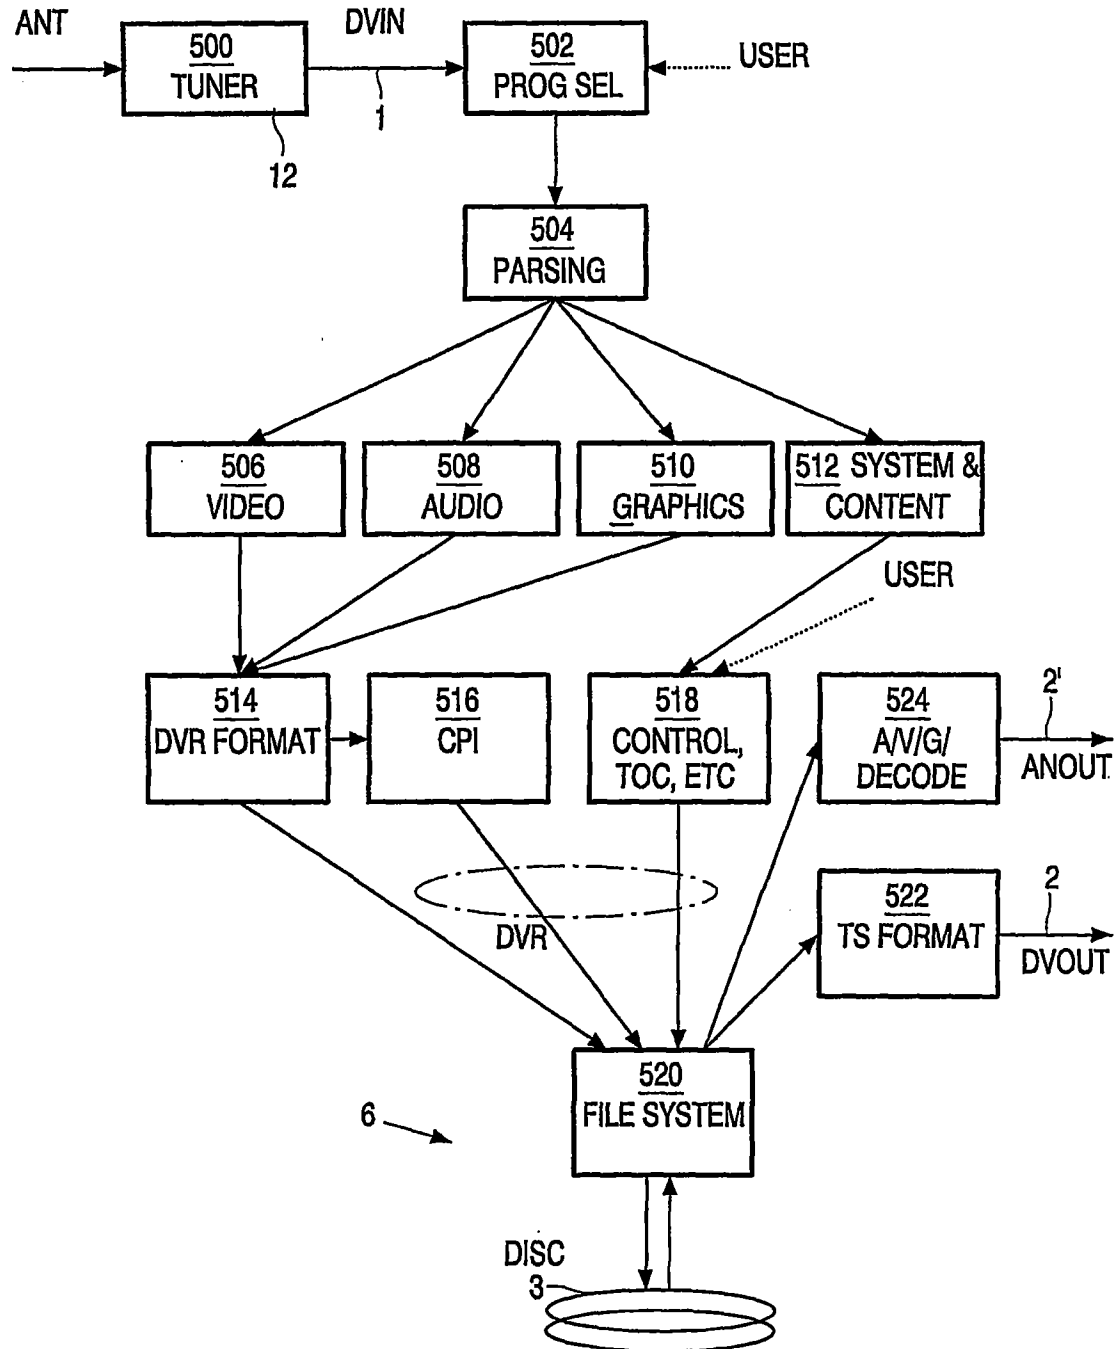 ANT
500
TUNER
12
DVIN
1
502
PROG SEL
USER
504
PARSING
506
VIDEO
508
AUDIO
510
GRAPHICS
512 SYSTEM &
CONTENT
USER
514
DVR FORMAT
516
CPI
518
CONTROL,
TOC, ETC
524
A/V/G/
DECODE
2'
ANOUT
DVR
522
TS FORMAT
2
DVOUT
520
FILE SYSTEM
6
DISC
3